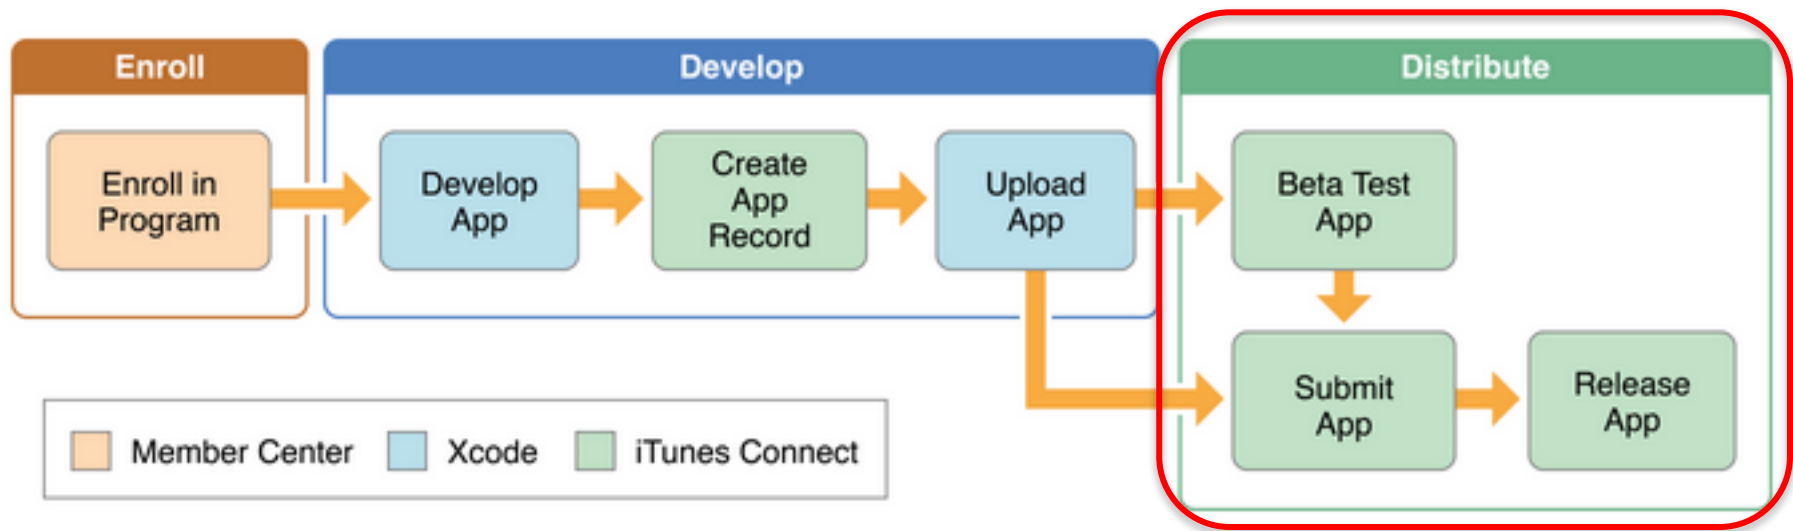 Enroll
Develop
Distribute
Enroll in
Program
Develop
App
Create
App
Record
Upload
App
Beta Test
App
Submit
App
Release
App
Member Center
Xcode
iTunes Connect